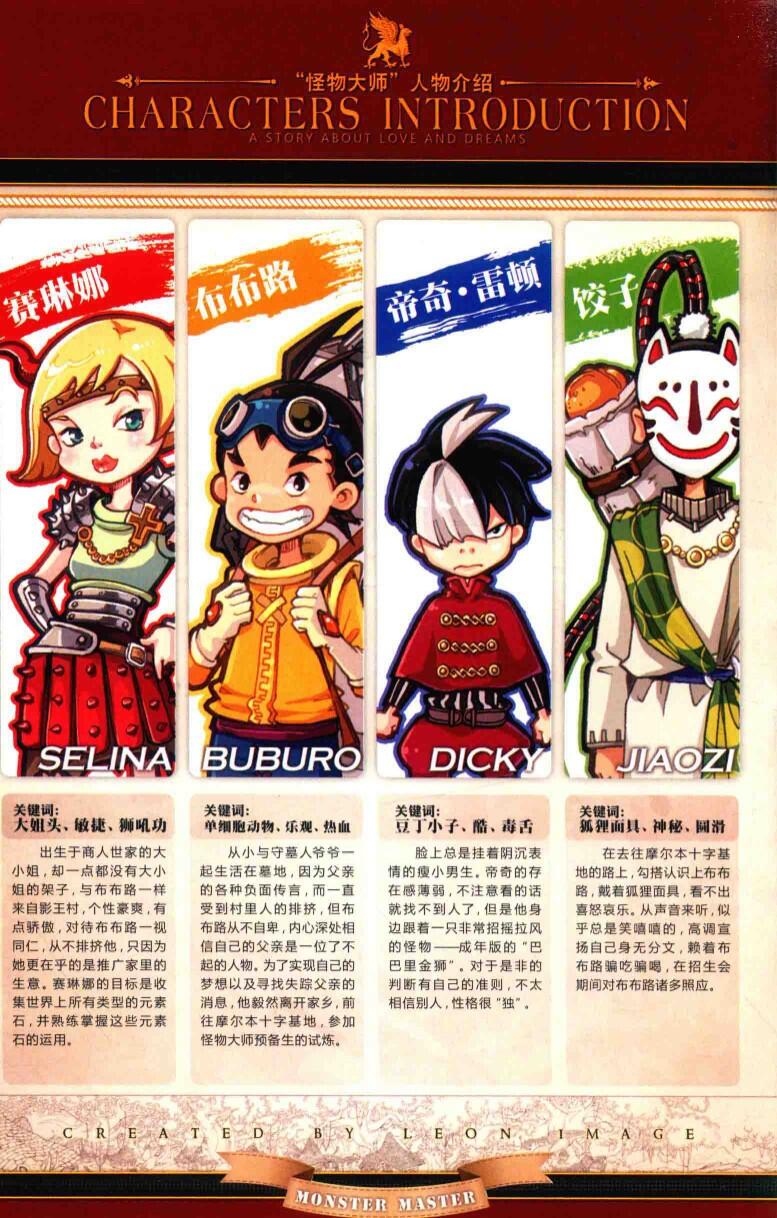 “怪物大师”人物介绍
CHARACTERS INTRODUCTION
A STORY ABOUT LOVE AND DREAMS
赛琳娜
SELINA
关键词:
大姐头、敏捷、狮吼功
出生于商人世家的大
小姐，却一点都没有大小
姐的架子，与布布路一样
来自影王村，个性豪爽，有
点骄傲，对待布布路一视
同仁，从不排挤他，只因为
她更在乎的是推广家里的
生意。赛琳娜的目标是收
集世界上所有类型的元素
石，并熟练掌握这些元素
石的运用。
布布路
BUBURO
关键词:
单细胞动物、乐观、热血
从小与守墓人爷爷一
起生活在墓地，因为父亲
的各种负面传言，而一直
受到村里人的排挤，但布
布路从不自卑，内心深处相
信自己的父亲是一位了不
起的人物。为了实现自己的
梦想以及寻找失踪父亲的
消息，他毅然离开家乡，前
往摩尔本十字基地，参加
怪物大师预备生的试炼。
帝奇·雷顿
DICKY
关键词:
豆丁小子、酷、毒舌
脸上总是挂着阴沉表
情的瘦小男生。帝奇的存
在感薄弱，不注意看的话
就找不到人了，但是他身
边跟着一只非常招摇拉风
的怪物——成年版的“巴
巴里金狮”。对于是非的
判断有自己的准则，不太
相信别人，性格很“独”。
饺子
JIAOZI
关键词:
狐狸面具、神秘、圆滑
在去往摩尔本十字基
地的路上，勾搭认识上布布
路，戴着狐狸面具，看不出
喜怒哀乐。从声音来听，似
乎总是笑嘻嘻的，高调宣
扬自己身无分文，赖着布
布路骗吃骗喝，在招生会
期间对布布路诸多照应。
CREATED BY LEON IMAGE
MONSTER MASTER